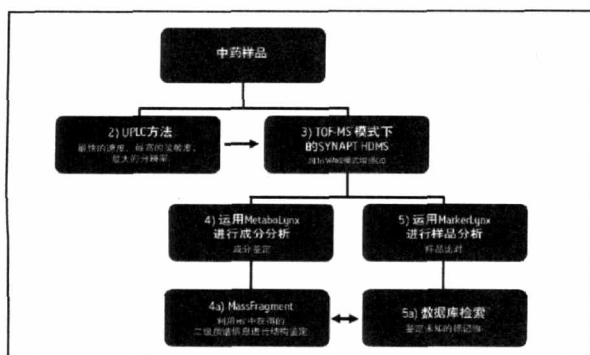 中药样品
2) UPLC方法
最快的速度、最高的灵敏度、
最大的分辨率
3) TOF-MS 模式下
的SYNAPT HDMS
4) 运用MetaboLynx
进行成分分析
成分鉴定
5) 运用MarkerLynx
进行样品分析
样品比对
4a) MassFragment
二级质谱信息进行结构鉴定
5a) 数据库检索
鉴定未知的标记物